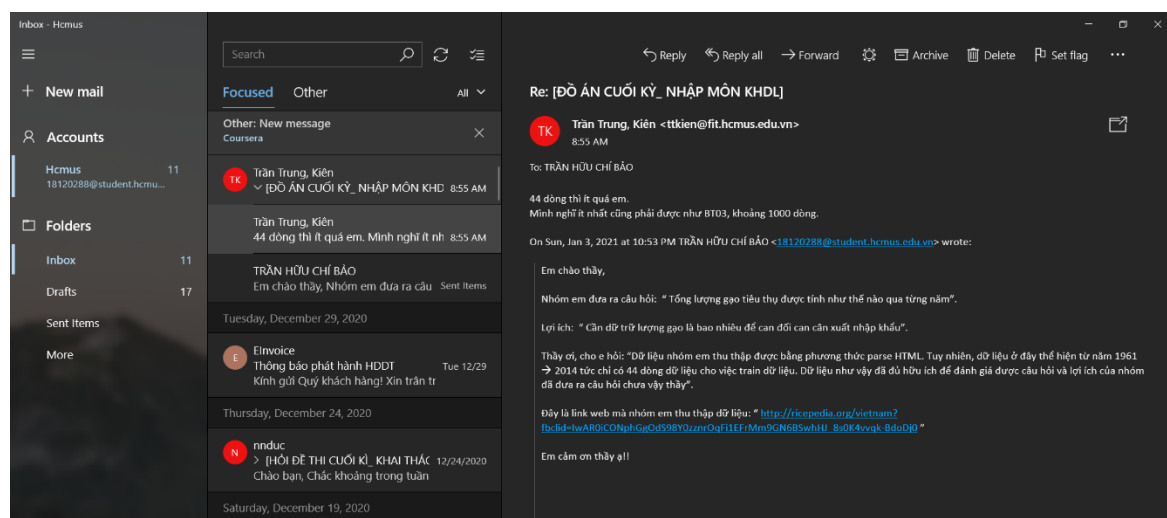 Inbox - Hcmus
Search
Reply
Reply all
Forward
Archive
Delete
Set flag
New mail
Accounts
Hcmus 11
18120288@student.hcmu...
Folders
Inbox 11
Drafts 17
Sent Items
More
Focused
Other
All
Other: New message
Coursera
TK
Trần Trung, Kiên
[ĐỒ ÁN CUỐI KỲ_ NHẬP MÔN KHD 8:55 AM
Trần Trung, Kiên
44 dòng thì ít quá em. Mình nghĩ ít nh 8:55 AM
TRẦN HỮU CHÍ BẢO
Em chào thầy, Nhóm em đưa ra câu Sent Items
Tuesday, December 29, 2020
E
EInvoice
Thông báo phát hành HDDT Tue 12/29
Kính gửi Quý khách hàng! Xin trân tr
Thursday, December 24, 2020
N
nnduc
[HỎI ĐỀ THI CUỐI KÌ_ KHAI THÁC 12/24/2020
Chào bạn, Chắc khoảng trong tuần
Saturday, December 19, 2020
Re: [ĐỒ ÁN CUỐI KỲ_ NHẬP MÔN KHDL]
TK
Trần Trung, Kiên <ttkien@fit.hcmus.edu.vn>
8:55 AM
To: TRẦN HỮU CHÍ BẢO
44 dòng thì ít quá em.
Mình nghĩ ít nhất cũng phải được như BT03, khoảng 1000 dòng.
On Sun, Jan 3, 2021 at 10:53 PM TRẦN HỮU CHÍ BẢO <18120288@student.hcmus.edu.vn> wrote:
Em chào thầy,
Nhóm em đưa ra câu hỏi: “ Tổng lượng gạo tiêu thụ được tính như thế nào qua từng năm”.
Lợi ích: “ Cần dữ trữ lượng gạo là bao nhiêu để can đối can cân xuất nhập khẩu”.
Thầy ơi, cho e hỏi: “Dữ liệu nhóm em thu thập được bằng phương thức parse HTML. Tuy nhiên, dữ liệu ở đây thể hiện từ năm 1961
→ 2014 tức chỉ có 44 dòng dữ liệu cho việc train dữ liệu. Dữ liệu như vậy đã đủ hữu ích để đánh giá được câu hỏi và lợi ích của nhóm
đã đưa ra câu hỏi chưa vậy thầy”.
Đây là link web mà nhóm em thu thập dữ liệu: “ http://ricepedia.org/vietnam?
fbclid=IwAR0iCONphGgOdS98Y0zznrOqFi1EFrMm9GN6BSwhHJ_8s0K4vvqk-BdoDj0 ”
Em cảm ơn thầy ạ!!